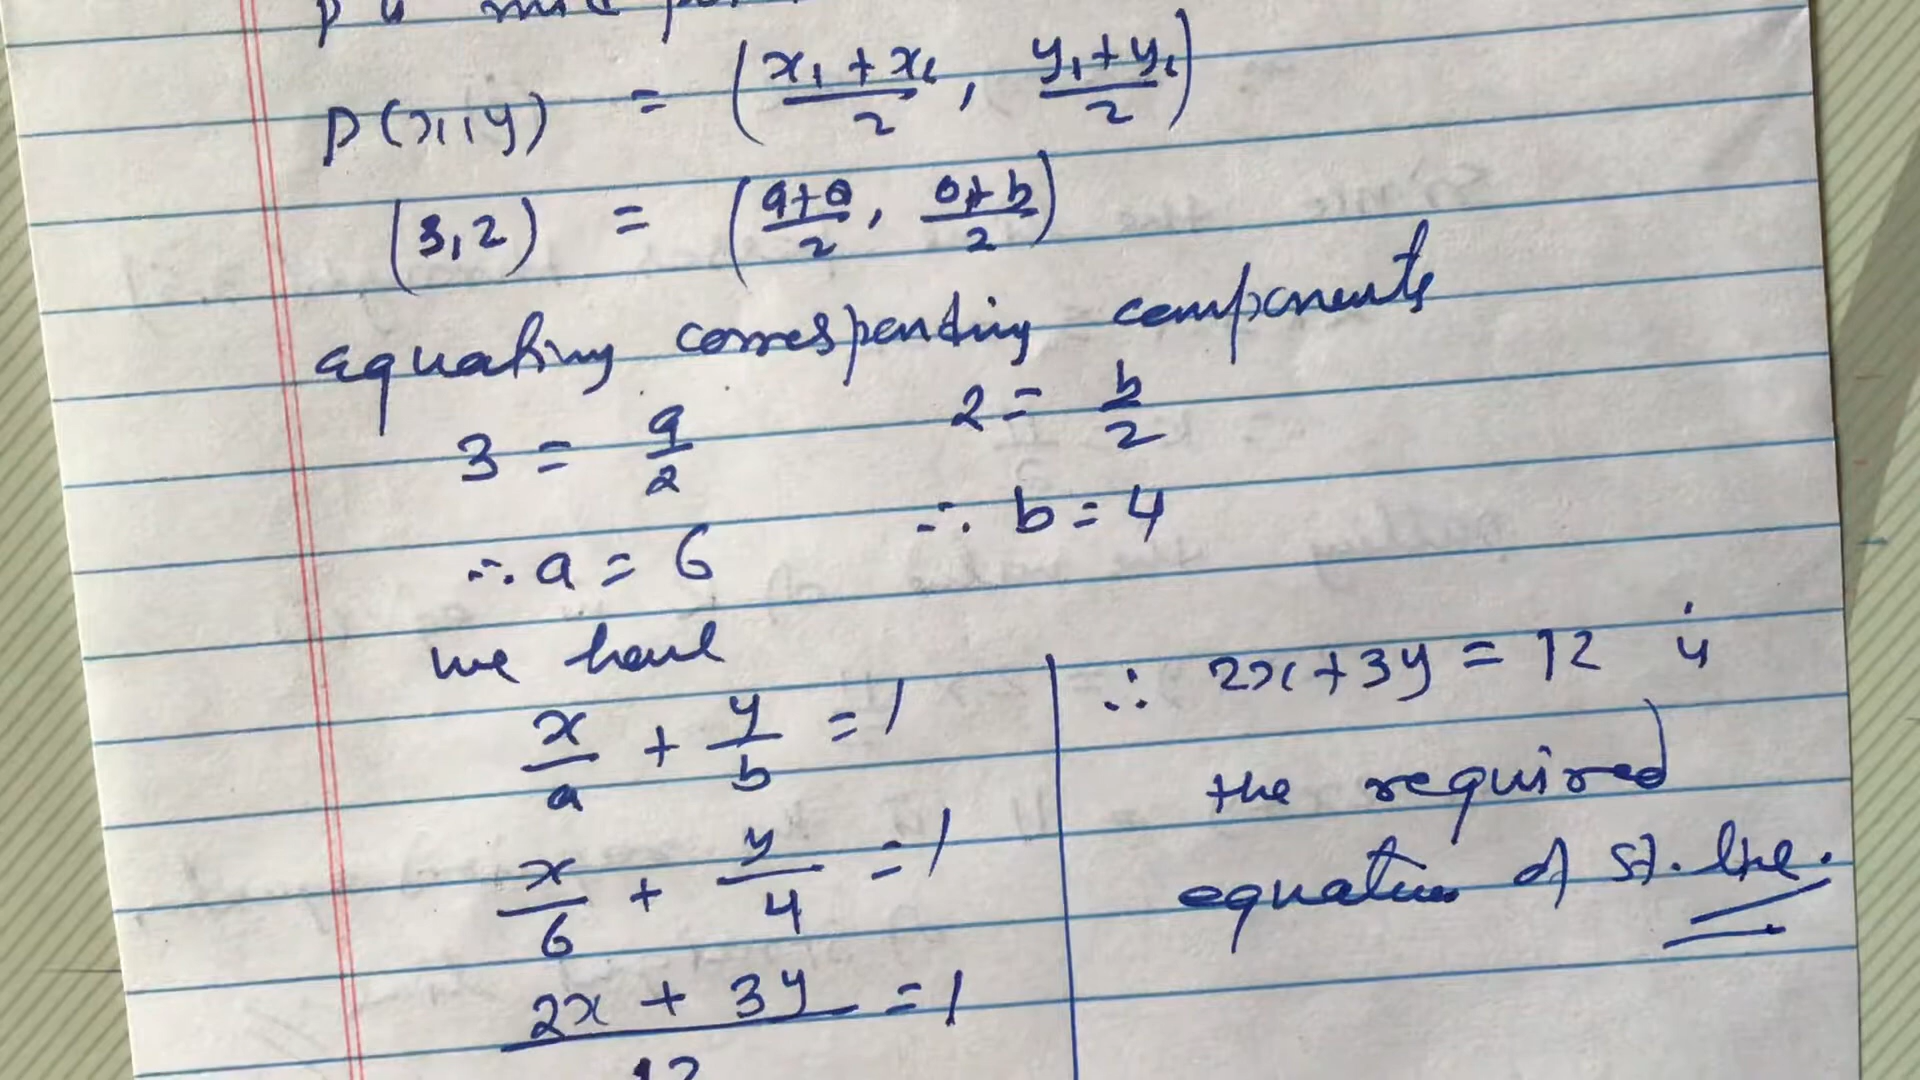 P(x,y) = (x₁ + x₂ / 2, y₁ + y₂ / 2)
(3,2) = (a+0 / 2, 0+b / 2)
equating corresponding components
3 = a/2    2 = b/2
∴ a = 6    ∴ b = 4
we have
x/a + y/b = 1
x/6 + y/4 = 1
2x + 3y / 12 = 1
∴ 2x + 3y = 12 is
the required
equation of st. line.